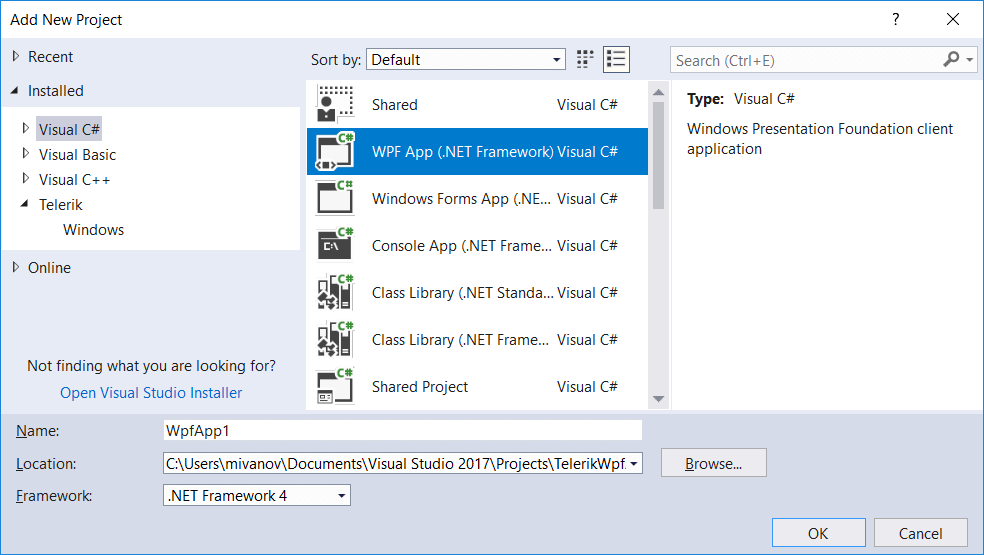 Add New Project
?
Recent
Installed
Visual C#
Visual Basic
Visual C++
Telerik
Windows
Online
Not finding what you are looking for?
Open Visual Studio Installer
Sort by: Default
Shared Visual C#
C# WPF App (.NET Framework) Visual C#
C# Windows Forms App (.NE... Visual C#
C# Console App (.NET Frame... Visual C#
C# Class Library (.NET Standa... Visual C#
C# Class Library (.NET Frame... Visual C#
C# Shared Project Visual C#
Search (Ctrl+E)
Type: Visual C#
Windows Presentation Foundation client
application
Name: WpfApp1
Location: C:\Users\mivanov\Documents\Visual Studio 2017\Projects\TelerikWpf. Browse...
Framework: .NET Framework 4
OK Cancel